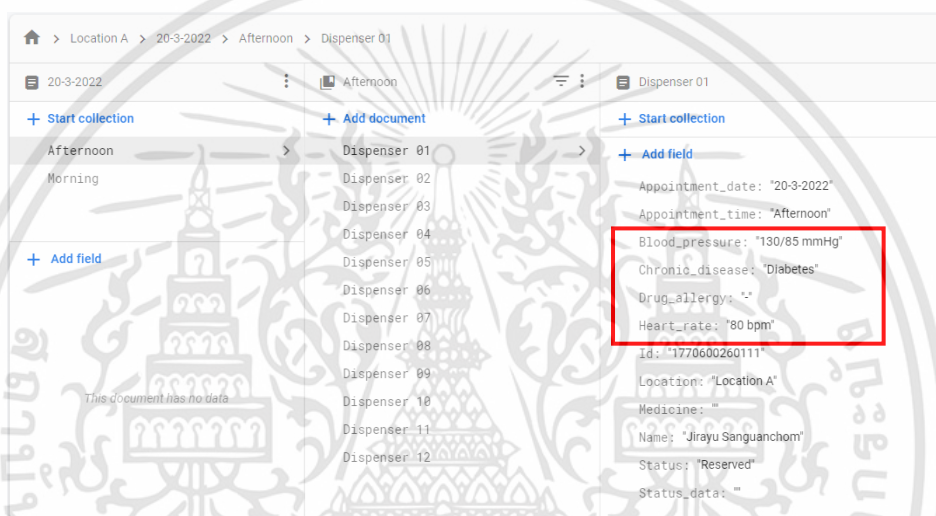 Location A > 20-3-2022 > Afternoon > Dispenser 01
20-3-2022
Start collection
Afternoon
Morning
Add field
This document has no data
Afternoon
Add document
Dispenser 01
Dispenser 02
Dispenser 03
Dispenser 04
Dispenser 05
Dispenser 06
Dispenser 07
Dispenser 08
Dispenser 09
Dispenser 10
Dispenser 11
Dispenser 12
Dispenser 01
Start collection
Add field
Appointment_date: "20-3-2022"
Appointment_time: "Afternoon"
Blood_pressure: "130/85 mmHg"
Chronic_disease: "Diabetes"
Drug_allergy: "-"
Heart_rate: "80 bpm"
Id: "1770600260111"
Location: "Location A"
Medicine: ""
Name: "Jirayu Sanguanchom"
Status: "Reserved"
Status_data: ""